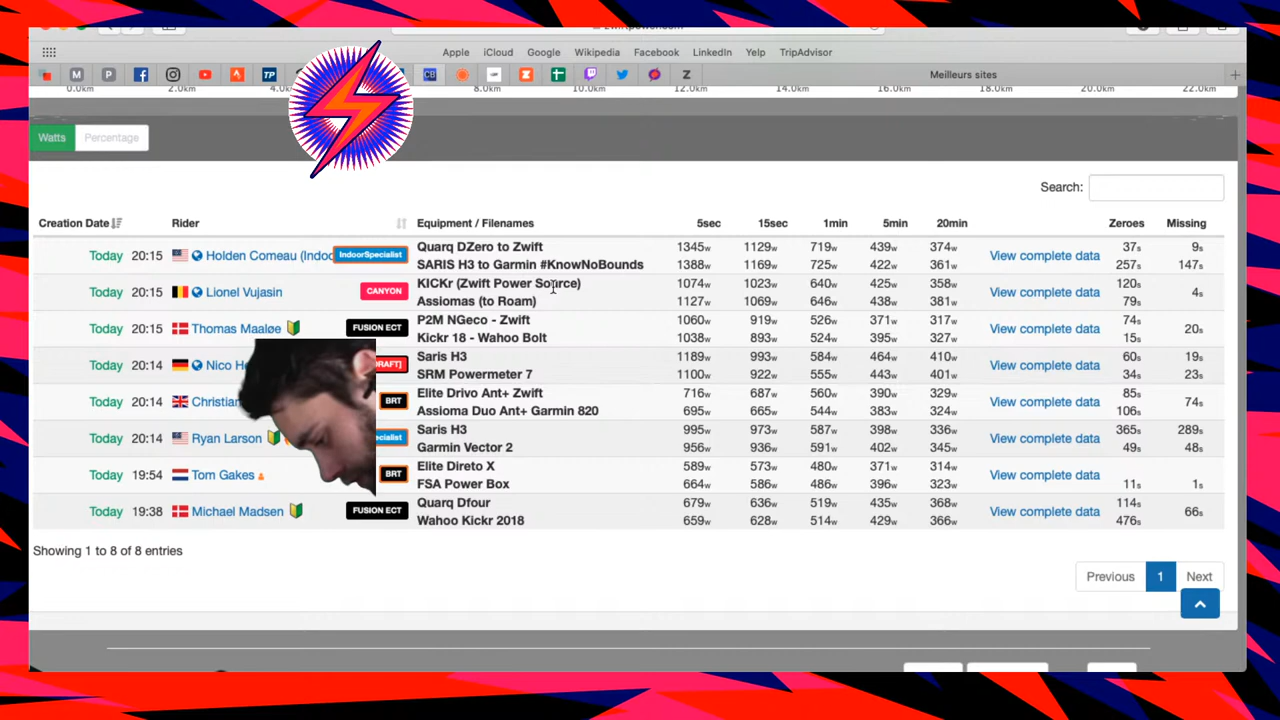 Apple iCloud Google Wikipedia Facebook LinkedIn Yelp TripAdvisor
M P TP CB Z Meilleurs sites
0.0km 2.0km 8.0km 10.0km 12.0km 14.0km 16.0km 18.0km 20.0km 22.0km
Watts Percentage
Search:
Creation Date Rider Equipment / Filenames 5sec 15sec 1min 5min 20min Zeroes Missing
Quarq DZero to Zwift 1345w 1129w 719w 439w 374w 37s 9s
Today 20:15 Holden Comeau (Indoo IndoorSpecialist View complete data
SARIS H3 to Garmin #KnowNoBounds 1388w 1169w 725w 422w 361w 257s 147s
KICKr (Zwift Power Source) 1074w 1023w 640w 436w 358w 120s
Today 20:15 Lionel Vujasin CANYON View complete data 4s
Assiomas (to Roam) 1127w 1069w 646w 438w 381w 79s
P2M NGeco - Zwift 1060w 919w 526w 371w 317w 74s
Today 20:15 Thomas Maaløe FUSION ECT View complete data 20s
Kickr 18 - Wahoo Bolt 1038w 893w 524w 395w 327w 15s
Saris H3 1189w 993w 584w 464w 410w 60s 19s
Today 20:14 Nico He RAFT] View complete data
SRM Powermeter 7 1100w 922w 555w 443w 401w 34s 23s
Elite Drivo Ant+ Zwift 716w 687w 560w 390w 329w 85s
Today 20:14 Christian BRT View complete data 74s
Assioma Duo Ant+ Garmin 820 695w 665w 544w 383w 324w 106s
Saris H3 995w 973w 587w 398w 336w 365s 289s
Today 20:14 Ryan Larson ecialist View complete data
Garmin Vector 2 956w 936w 591w 402w 345w 49s 48s
Elite Direto X 589w 573w 480w 371w 314w
Today 19:54 Tom Gakes BRT View complete data
FSA Power Box 664w 586w 486w 396w 323w 11s 1s
Quarq Dfour 679w 636w 519w 435w 368w 114s
Today 19:38 Michael Madsen FUSION ECT View complete data 66s
Wahoo Kickr 2018 659w 628w 514w 429w 366w 476s
Showing 1 to 8 of 8 entries
Previous 1 Next